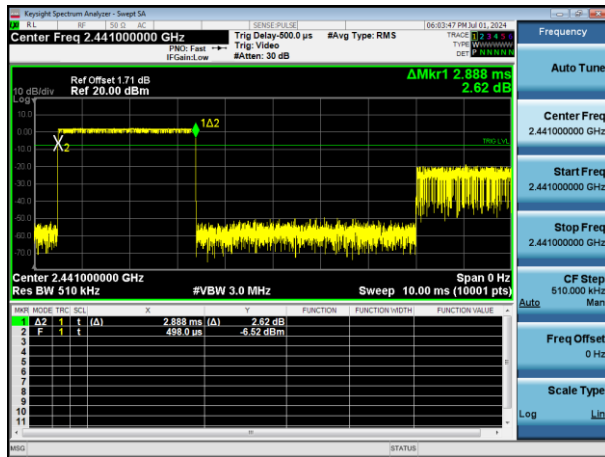 Keysight Spectrum Analyzer - Swept SA
RL RF 50 Ω AC SENSE:PULSE 06:03:47 PM Jul 01, 2024
Center Freq 2.441000000 GHz
Trig Delay-500.0 µs #Avg Type: RMS
TRACE 1 2 3 4 5 6
PNO: Fast Trig: Video
TYPE WWWWWW
IFGain:Low #Atten: 30 dB
DET P N N N N N
Ref Offset 1.71 dB
ΔMkr1 2.888 ms
10 dB/div Ref 20.00 dBm
2.62 dB
Log
10.0
1Δ2
0.00
TRIG LVL
2
-10.0
-20.0
-30.0
-40.0
-50.0
-60.0
-70.0
Center 2.441000000 GHz
Span 0 Hz
Res BW 510 kHz #VBW 3.0 MHz Sweep 10.00 ms (10001 pts)
MKR MODE TRC SCL X Y FUNCTION FUNCTION WIDTH FUNCTION VALUE
1 Δ2 1 t (Δ) 2.888 ms (Δ) 2.62 dB
2 F 1 t 498.0 µs -6.52 dBm
3
4
5
6
7
8
9
10
11
MSG STATUS
Frequency
Auto Tune
Center Freq
2.441000000 GHz
Start Freq
2.441000000 GHz
Stop Freq
2.441000000 GHz
CF Step
510.000 kHz
Auto Man
Freq Offset
0 Hz
Scale Type
Log Lin